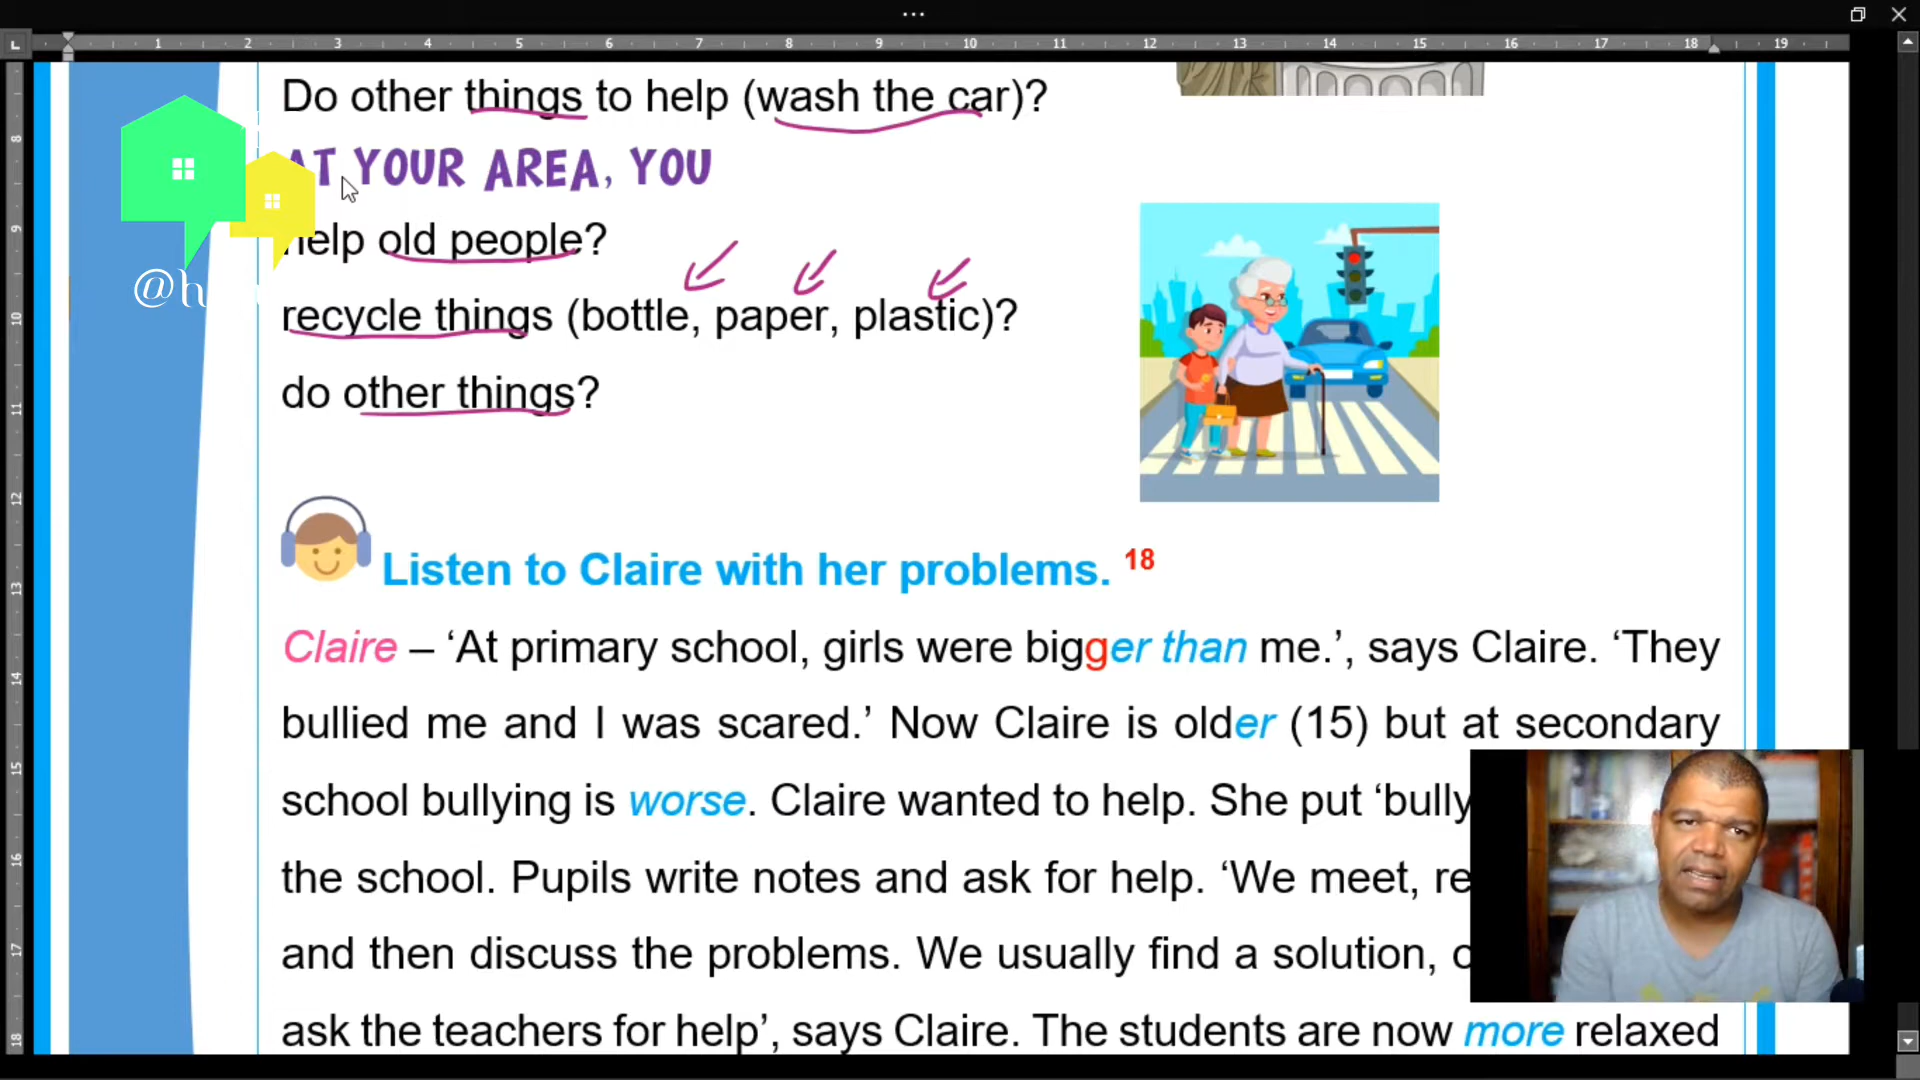 Do other things to help (wash the car)?
AT YOUR AREA, YOU
help old people?
recycle things (bottle, paper, plastic)?
do other things?
Listen to Claire with her problems. 18
Claire – ‘At primary school, girls were bigger than me.’, says Claire. ‘They
bullied me and I was scared.’ Now Claire is older (15) but at secondary
school bullying is worse. Claire wanted to help. She put ‘bully
the school. Pupils write notes and ask for help. ‘We meet,
and then discuss the problems. We usually find a solution,
ask the teachers for help’, says Claire. The students are now more relaxed